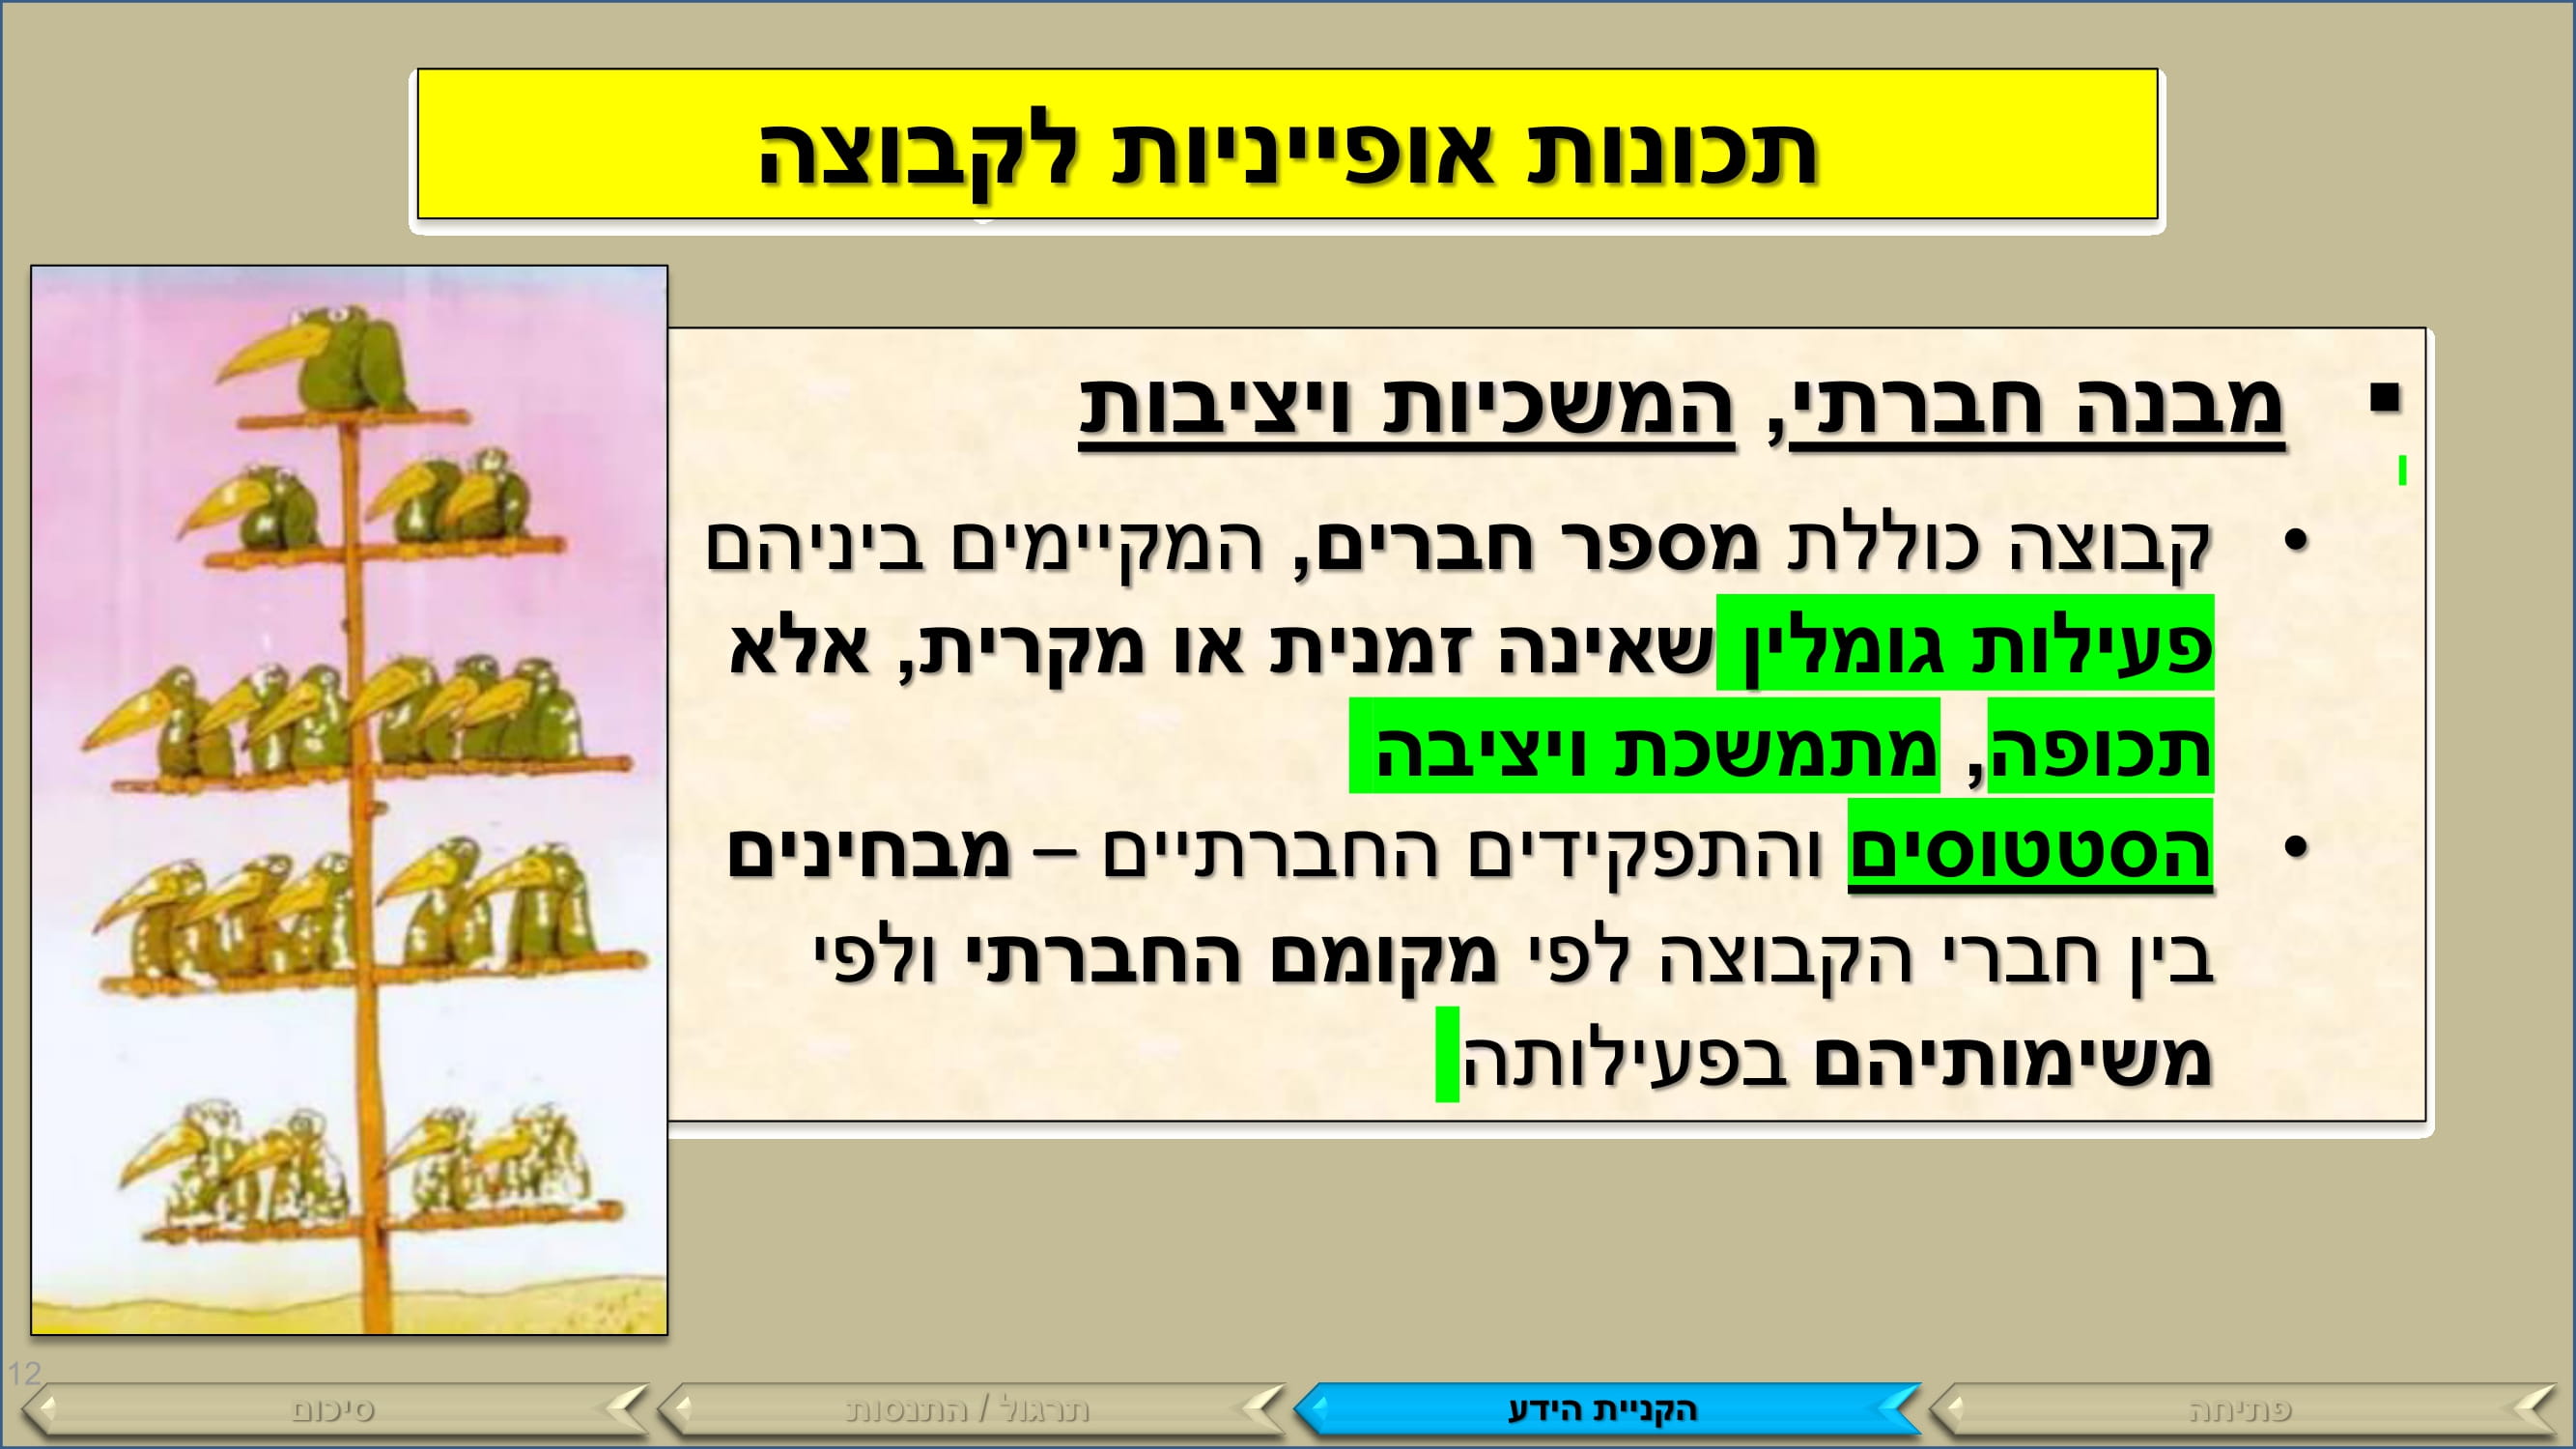 תכונות אופייניות לקבוצה
▪ מבנה חברתי, המשכיות ויציבות
• קבוצה כוללת מספר חברים, המקיימים ביניהם
פעילות גומלין שאינה זמנית או מקרית, אלא
תכופה, מתמשכת ויציבה
• הסטטוסים והתפקידים החברתיים – מבחינים
בין חברי הקבוצה לפי מקומם החברתי ולפי
משימותיהם בפעילותה
12
פתיחה
הקניית הידע
תרגול / התנסות
סיכום